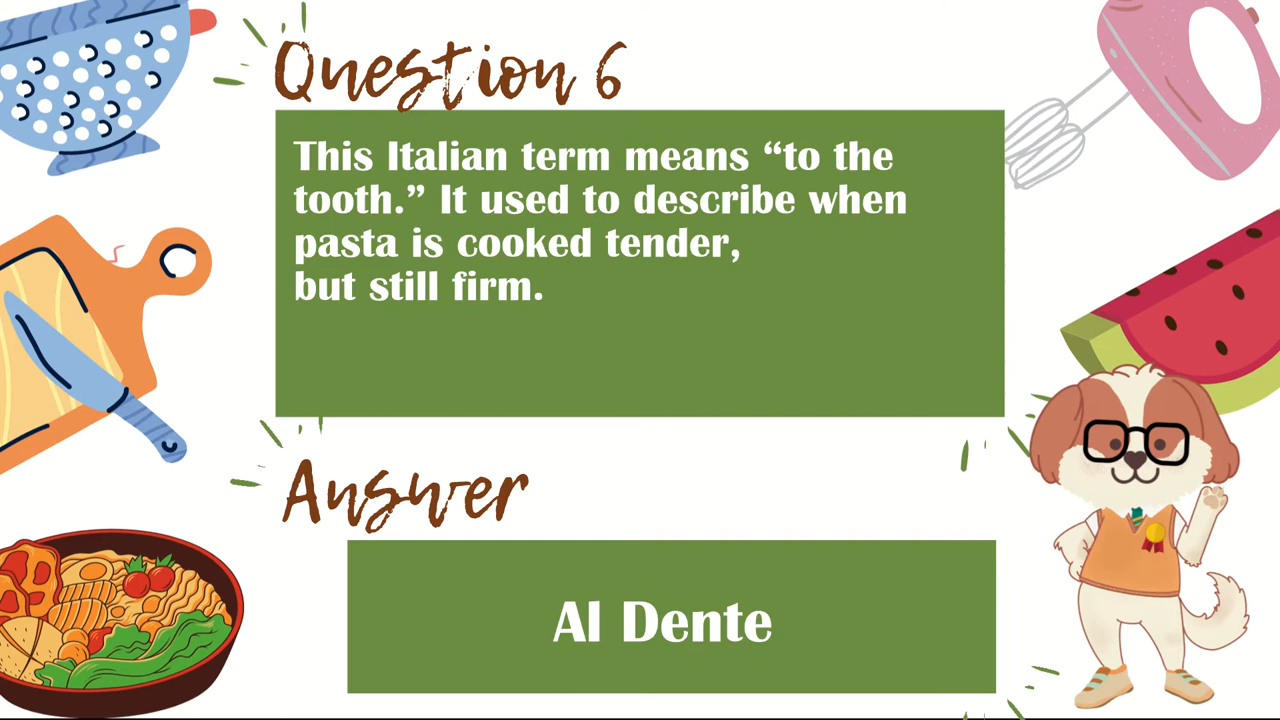 Question 6
This Italian term means “to the
tooth.” It used to describe when
pasta is cooked tender,
but still firm.
Answer
Al Dente